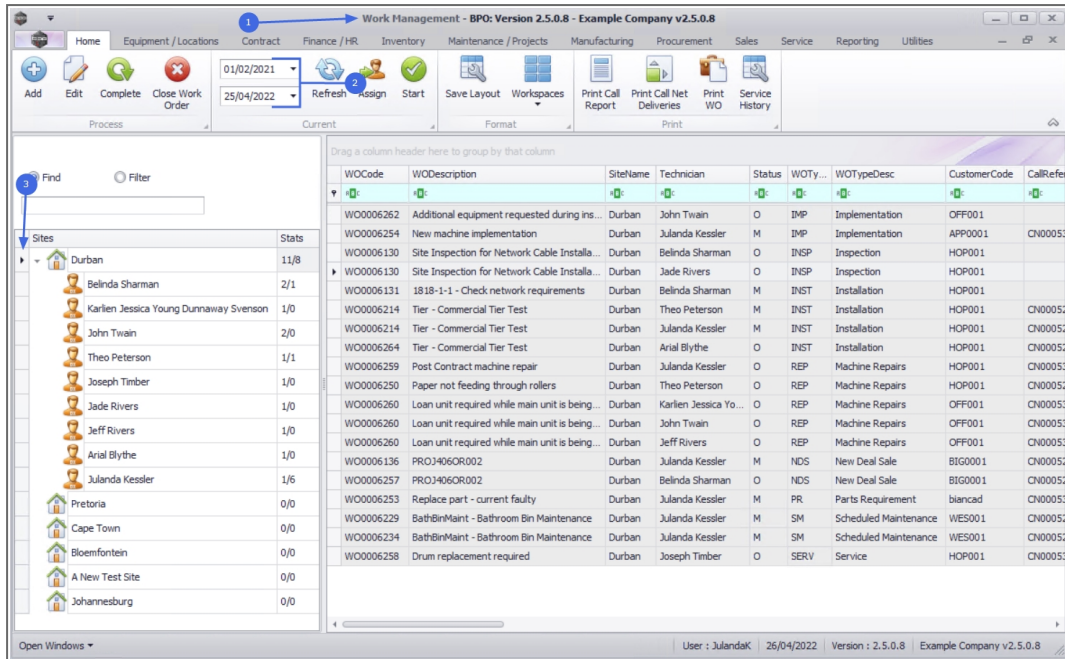 Work Management - BPO: Version 2.5.0.8 - Example Company v2.5.0.8
1
Home Equipment / Locations Contract Finance / HR Inventory Maintenance / Projects Manufacturing Procurement Sales Service Reporting Utilities
01/02/2021
2
25/04/2022
Add Edit Complete Close Work Order Refresh Assign Start Save Layout Workspaces Print Call Report Print Call Net Deliveries Print WO Service History
Process Current Format Print
Drag a column header here to group by that column
Find Filter
3
WOCode WODescription SiteName Technician Status WOTy... WOTypeDesc CustomerCode CallRefer
Sites Stats
Durban 11/8
Belinda Sharman 2/1
Karlien Jessica Young Dunnaway Svenson 1/0
John Twain 2/0
Theo Peterson 1/1
Joseph Timber 1/0
Jade Rivers 1/0
Jeff Rivers 1/0
Arial Blythe 1/0
Julanda Kessler 1/6
Pretoria 0/0
Cape Town 0/0
Bloemfontein 0/0
A New Test Site 0/0
Johannesburg 0/0
WO0006262 Additional equipment requested during ins... Durban John Twain O IMP Implementation OFF001
WO0006254 New machine implementation Durban Julanda Kessler M IMP Implementation APP0001 CN00053
WO0006130 Site Inspection for Network Cable Installa... Durban Belinda Sharman O INSP Inspection HOP001
WO0006130 Site Inspection for Network Cable Installa... Durban Jade Rivers O INSP Inspection HOP001
WO0006131 1818-1-1 - Check network requirements Durban Belinda Sharman M INST Installation HOP001
WO0006214 Tier - Commercial Tier Test Durban Theo Peterson M INST Installation HOP001 CN00052
WO0006214 Tier - Commercial Tier Test Durban Julanda Kessler M INST Installation HOP001 CN00052
WO0006264 Tier - Commercial Tier Test Durban Arial Blythe O INST Installation HOP001 CN00052
WO0006259 Post Contract machine repair Durban Julanda Kessler O REP Machine Repairs HOP001 CN00052
WO0006250 Paper not feeding through rollers Durban Theo Peterson O REP Machine Repairs HOP001 CN00052
WO0006260 Loan unit required while main unit is being... Durban Karlien Jessica Yo... O REP Machine Repairs OFF001 CN00053
WO0006260 Loan unit required while main unit is being... Durban John Twain O REP Machine Repairs OFF001 CN00053
WO0006260 Loan unit required while main unit is being... Durban Jeff Rivers O REP Machine Repairs OFF001 CN00053
WO0006136 PROJ406OR002 Durban Julanda Kessler M NDS New Deal Sale BIG0001 CN00052
WO0006257 PROJ406OR002 Durban Belinda Sharman O NDS New Deal Sale BIG0001 CN00052
WO0006253 Replace part - current faulty Durban Julanda Kessler M PR Parts Requirement biancad CN00053
WO0006229 BathBinMaint - Bathroom Bin Maintenance Durban Julanda Kessler M SM Scheduled Maintenance WES001 CN00052
WO0006234 BathBinMaint - Bathroom Bin Maintenance Durban Julanda Kessler M SM Scheduled Maintenance WES001 CN00052
WO0006258 Drum replacement required Durban Joseph Timber O SERV Service HOP001 CN00053
Open Windows User : JulandaK 26/04/2022 Version : 2.5.0.8 Example Company v2.5.0.8